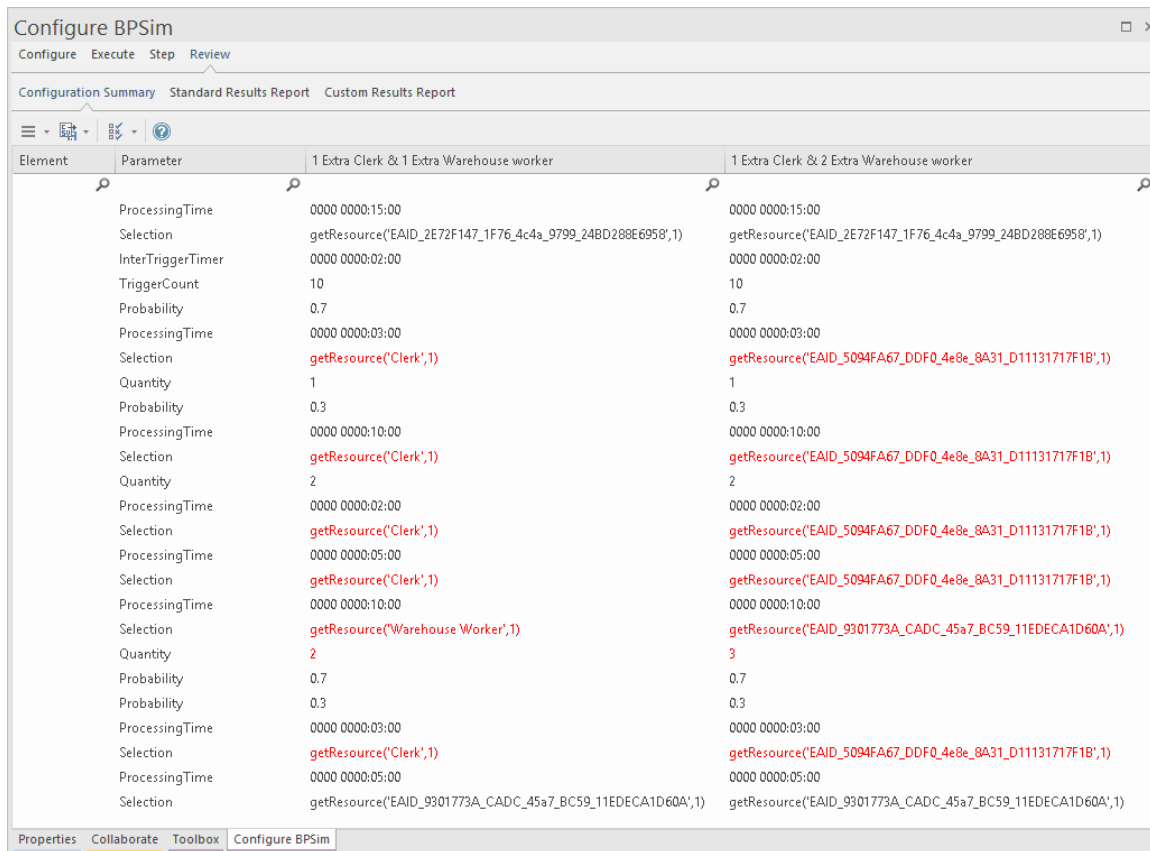 Configure BPSim
Configure Execute Step Review
Configuration Summary Standard Results Report Custom Results Report
Element Parameter 1 Extra Clerk & 1 Extra Warehouse worker 1 Extra Clerk & 2 Extra Warehouse worker
ProcessingTime 0000 0000:15:00 0000 0000:15:00
Selection getResource('EAID_2E72F147_1F76_4c4a_9799_24BD288E6958',1) getResource('EAID_2E72F147_1F76_4c4a_9799_24BD288E6958',1)
InterTriggerTimer 0000 0000:02:00 0000 0000:02:00
TriggerCount 10 10
Probability 0.7 0.7
ProcessingTime 0000 0000:03:00 0000 0000:03:00
Selection getResource('Clerk',1) getResource('EAID_5094FA67_DDF0_4e8e_8A31_D11131717F1B',1)
Quantity 1 1
Probability 0.3 0.3
ProcessingTime 0000 0000:10:00 0000 0000:10:00
Selection getResource('Clerk',1) getResource('EAID_5094FA67_DDF0_4e8e_8A31_D11131717F1B',1)
Quantity 2 2
ProcessingTime 0000 0000:02:00 0000 0000:02:00
Selection getResource('Clerk',1) getResource('EAID_5094FA67_DDF0_4e8e_8A31_D11131717F1B',1)
ProcessingTime 0000 0000:05:00 0000 0000:05:00
Selection getResource('Clerk',1) getResource('EAID_5094FA67_DDF0_4e8e_8A31_D11131717F1B',1)
ProcessingTime 0000 0000:10:00 0000 0000:10:00
Selection getResource('Warehouse Worker',1) getResource('EAID_9301773A_CADC_45a7_BC59_11EDECA1D60A',1)
Quantity 2 3
Probability 0.7 0.7
Probability 0.3 0.3
ProcessingTime 0000 0000:03:00 0000 0000:03:00
Selection getResource('Clerk',1) getResource('EAID_5094FA67_DDF0_4e8e_8A31_D11131717F1B',1)
ProcessingTime 0000 0000:05:00 0000 0000:05:00
Selection getResource('EAID_9301773A_CADC_45a7_BC59_11EDECA1D60A',1) getResource('EAID_9301773A_CADC_45a7_BC59_11EDECA1D60A',1)
Properties Collaborate Toolbox Configure BPSim